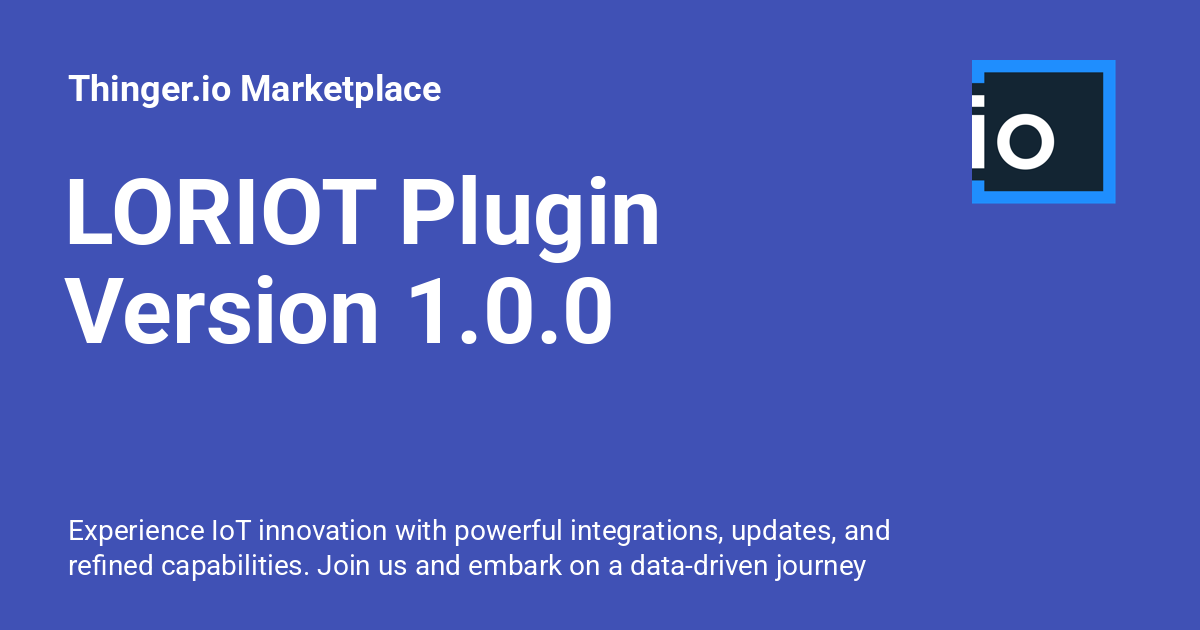 Thinger.io Marketplace
io
LORIOT Plugin
Version 1.0.0
Experience IoT innovation with powerful integrations, updates, and
refined capabilities. Join us and embark on a data-driven journey